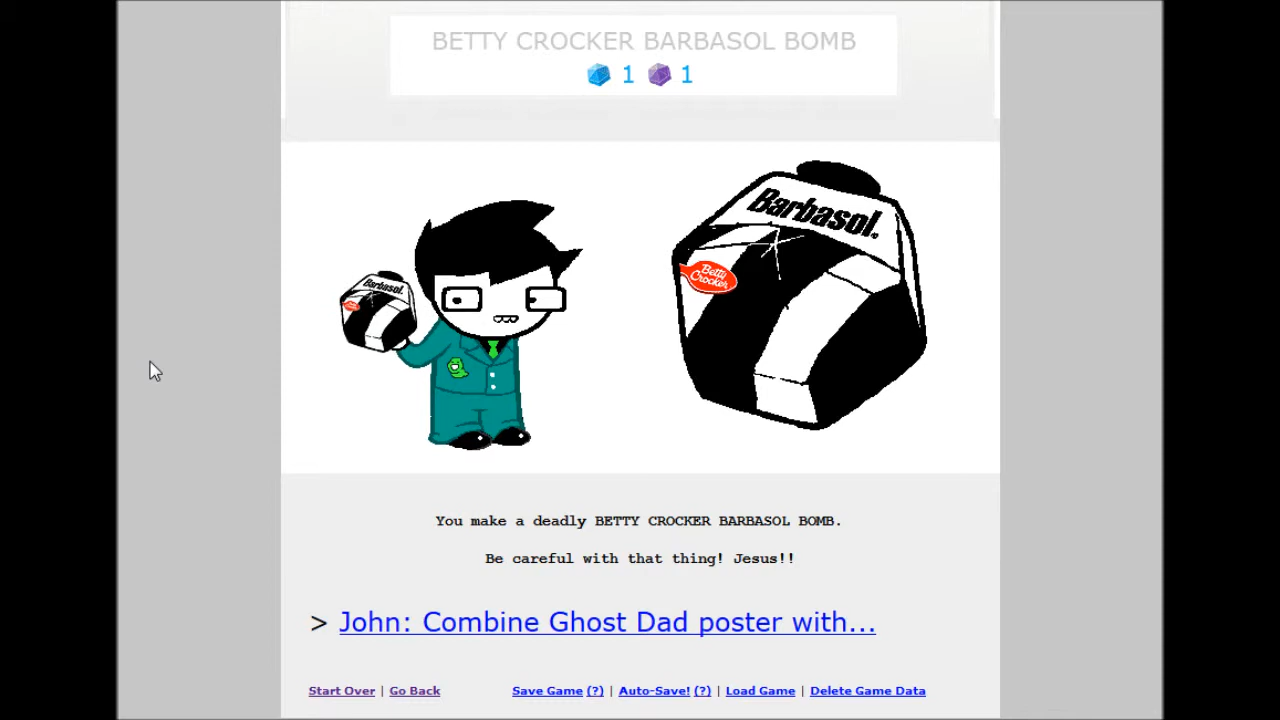 BETTY CROCKER BARBASOL BOMB
1 1
Barbasol.
Barbasol.
Betty
Crocker
You make a deadly BETTY CROCKER BARBASOL BOMB.
Be careful with that thing! Jesus!!
> John: Combine Ghost Dad poster with...
Start Over | Go Back Save Game (?) | Auto-Save! (?) | Load Game | Delete Game Data